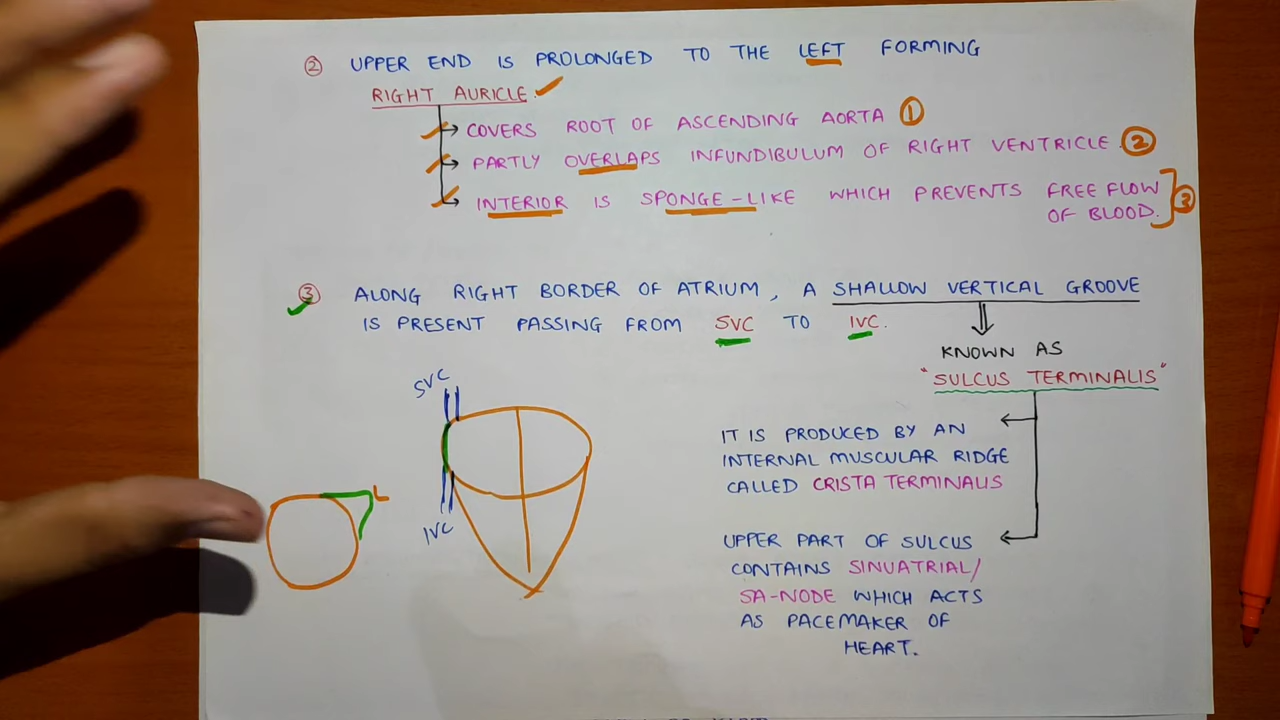 ② UPPER END IS PROLONGED TO THE LEFT FORMING
RIGHT AURICLE.
→ COVERS ROOT OF ASCENDING AORTA ①
→ PARTLY OVERLAPS INFUNDIBULUM OF RIGHT VENTRICLE. ②
→ INTERIOR IS SPONGE-LIKE WHICH PREVENTS FREE FLOW
OF BLOOD. ③
③ ALONG RIGHT BORDER OF ATRIUM, A SHALLOW VERTICAL GROOVE
IS PRESENT PASSING FROM SVC TO IVC.
KNOWN AS
"SULCUS TERMINALIS"
SVC
IVC
L
IT IS PRODUCED BY AN
INTERNAL MUSCULAR RIDGE
CALLED CRISTA TERMINALIS
UPPER PART OF SULCUS
CONTAINS SINUATRIAL/
SA-NODE WHICH ACTS
AS PACEMAKER OF
HEART.